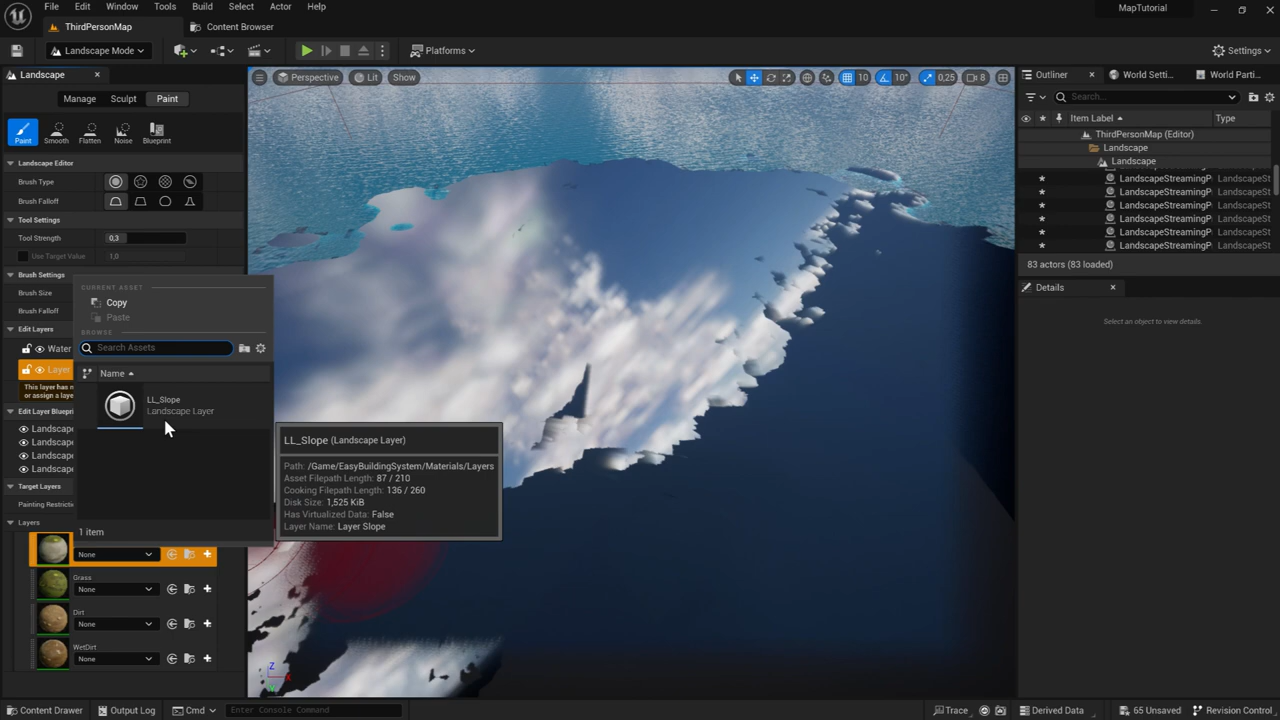 File Edit Window Tools Build Select Actor Help
MapTutorial
ThirdPersonMap
Content Browser
Landscape Mode
Platforms
Settings
Landscape
Perspective
Lit
Show
10
10°
0,25
8
Outliner
World Setti...
World Parti...
Manage
Sculpt
Paint
Search...
Item Label
Type
Paint
Smooth
Flatten
Noise
Blueprint
ThirdPersonMap (Editor)
Landscape
Landscape
LandscapeStreamingP LandscapeSt
LandscapeStreamingP LandscapeSt
LandscapeStreamingP LandscapeSt
LandscapeStreamingP LandscapeSt
LandscapeStreamingP LandscapeSt
LandscapeStreamingP LandscapeSt
83 actors (83 loaded)
Details
Select an object to view details.
Landscape Editor
Brush Type
Brush Falloff
Tool Settings
Tool Strength
0,3
Use Target Value
1,0
Brush Settings
Brush Size
Brush Falloff
Edit Layers
Water
Layer
This layer has n
or assign a laye
Edit Layer Bluepri
Landscape
Landscape
Landscape
Landscape
Target Layers
Painting Restricti
Layers
None
Grass
None
Dirt
None
WetDirt
None
CURRENT ASSET
Copy
Paste
BROWSE
Search Assets
Name
LL_Slope
Landscape Layer
1 item
LL_Slope (Landscape Layer)
Path: /Game/EasyBuildingSystem/Materials/Layers
Asset Filepath Length: 87 / 210
Cooking Filepath Length: 136 / 260
Disk Size: 1,525 KiB
Has Virtualized Data: False
Layer Name: Layer Slope
Z
X
Content Drawer
Output Log
Cmd
Enter Console Command
Trace
Derived Data
65 Unsaved
Revision Control